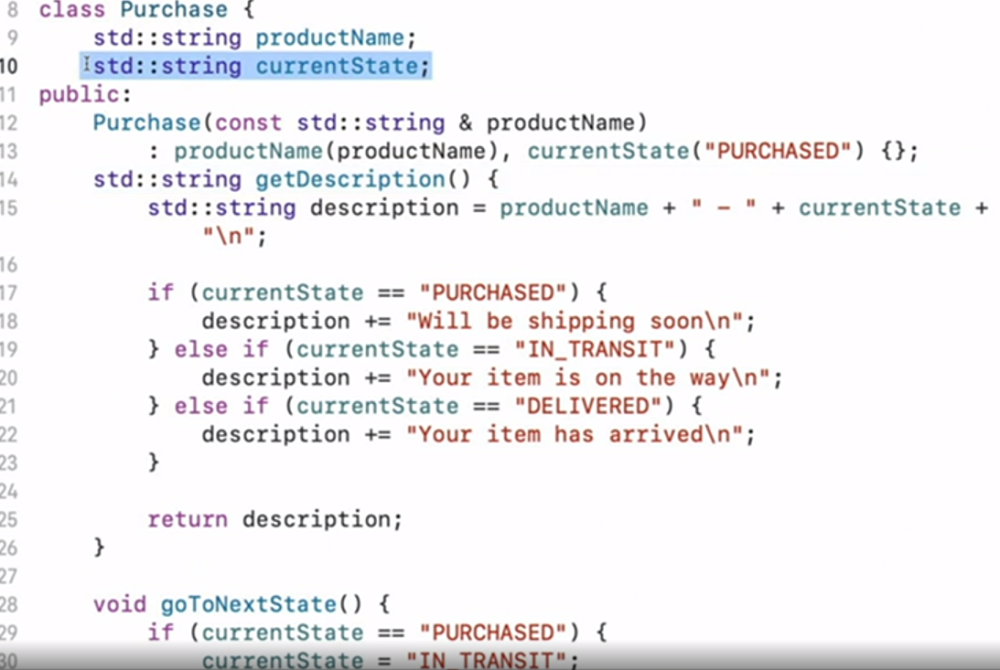 8 class Purchase {
9 std::string productName;
10 std::string currentState;
11 public:
12 Purchase(const std::string & productName)
13 : productName(productName), currentState("PURCHASED") {};
14 std::string getDescription() {
15 std::string description = productName + " - " + currentState +
"\n";
16
17 if (currentState == "PURCHASED") {
18 description += "Will be shipping soon\n";
19 } else if (currentState == "IN_TRANSIT") {
20 description += "Your item is on the way\n";
21 } else if (currentState == "DELIVERED") {
22 description += "Your item has arrived\n";
23 }
24
25 return description;
26 }
27
28 void goToNextState() {
29 if (currentState == "PURCHASED") {
30 currentState = "IN_TRANSIT";